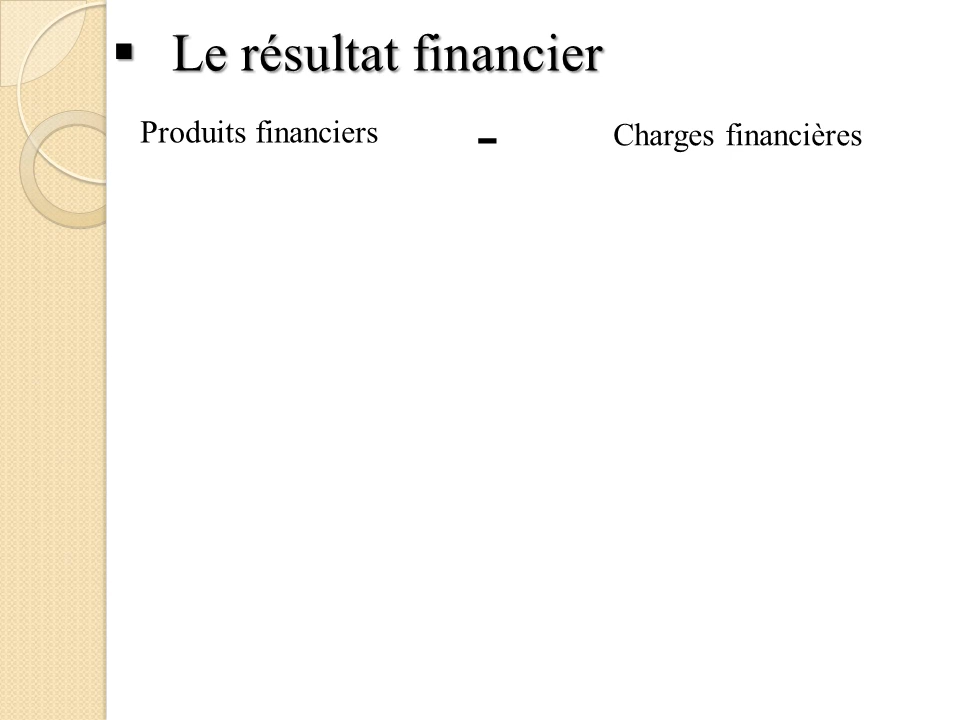 ▪ Le résultat financier
Produits financiers - Charges financières